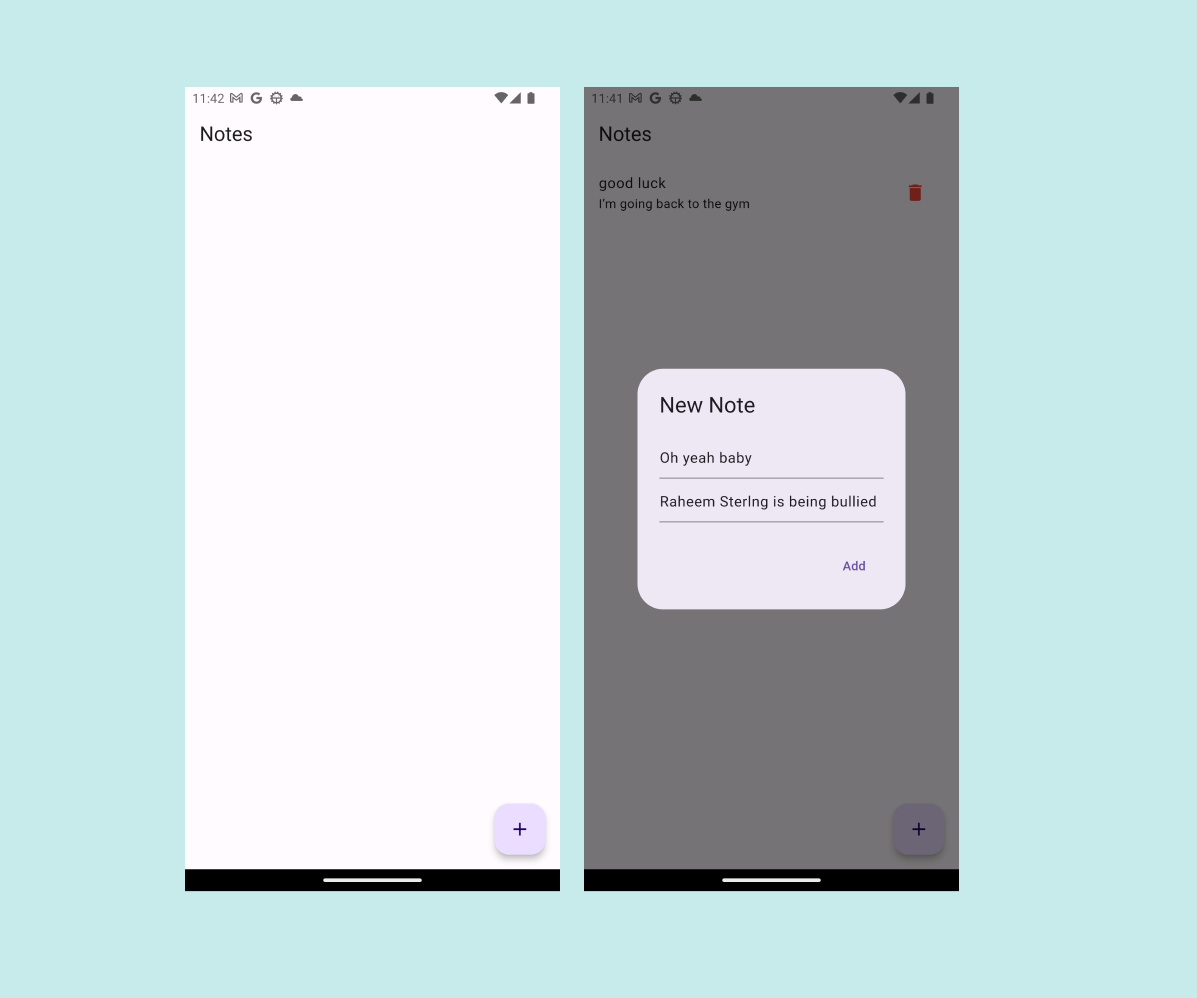 11:42
Notes
11:41
Notes
good luck
I'm going back to the gym
New Note
Oh yeah baby
Raheem Sterlng is being bullied
Add